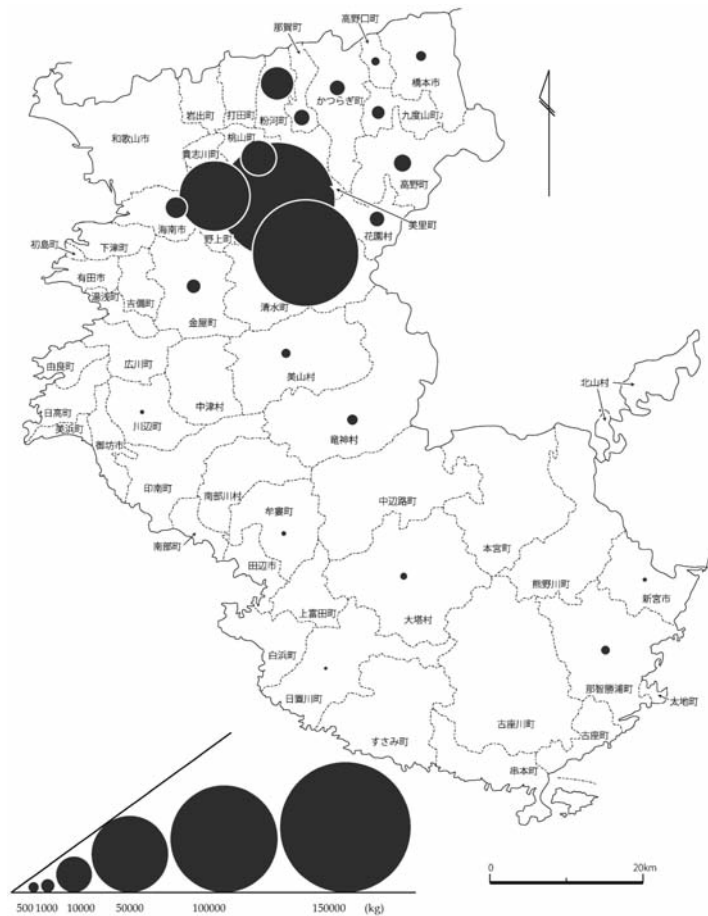 那賀町
高野口町
橋本市
かつらぎ町
岩出町
打田町
粉河町
九度山町
和歌山市
桃山町
貴志川町
高野町
美里町
花園村
海南市
野上町
下津町
初島町
有田市
湯浅町
吉備町
金屋町
清水町
広川町
由良町
美山村
北山村
日高町
中津村
川辺町
美浜町
竜神村
御坊市
印南町
南部川村
中辺路町
牟婁町
本宮町
南部町
田辺市
熊野川町
新宮市
上富田町
大塔村
白浜町
那智勝浦町
太地町
日置川町
古座川町
古座町
すさみ町
串本町
0 20km
500 1000 10000 50000 100000 150000 (kg)